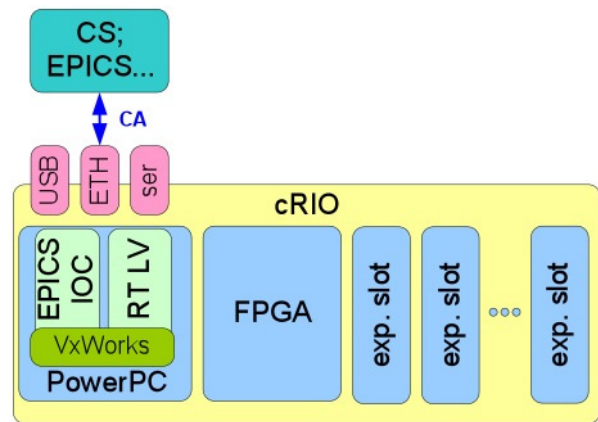 CS;
EPICS...
CA
USB
ETH
ser
cRIO
EPICS
IOC
RT LV
VxWorks
PowerPC
FPGA
exp. slot
exp. slot
exp. slot